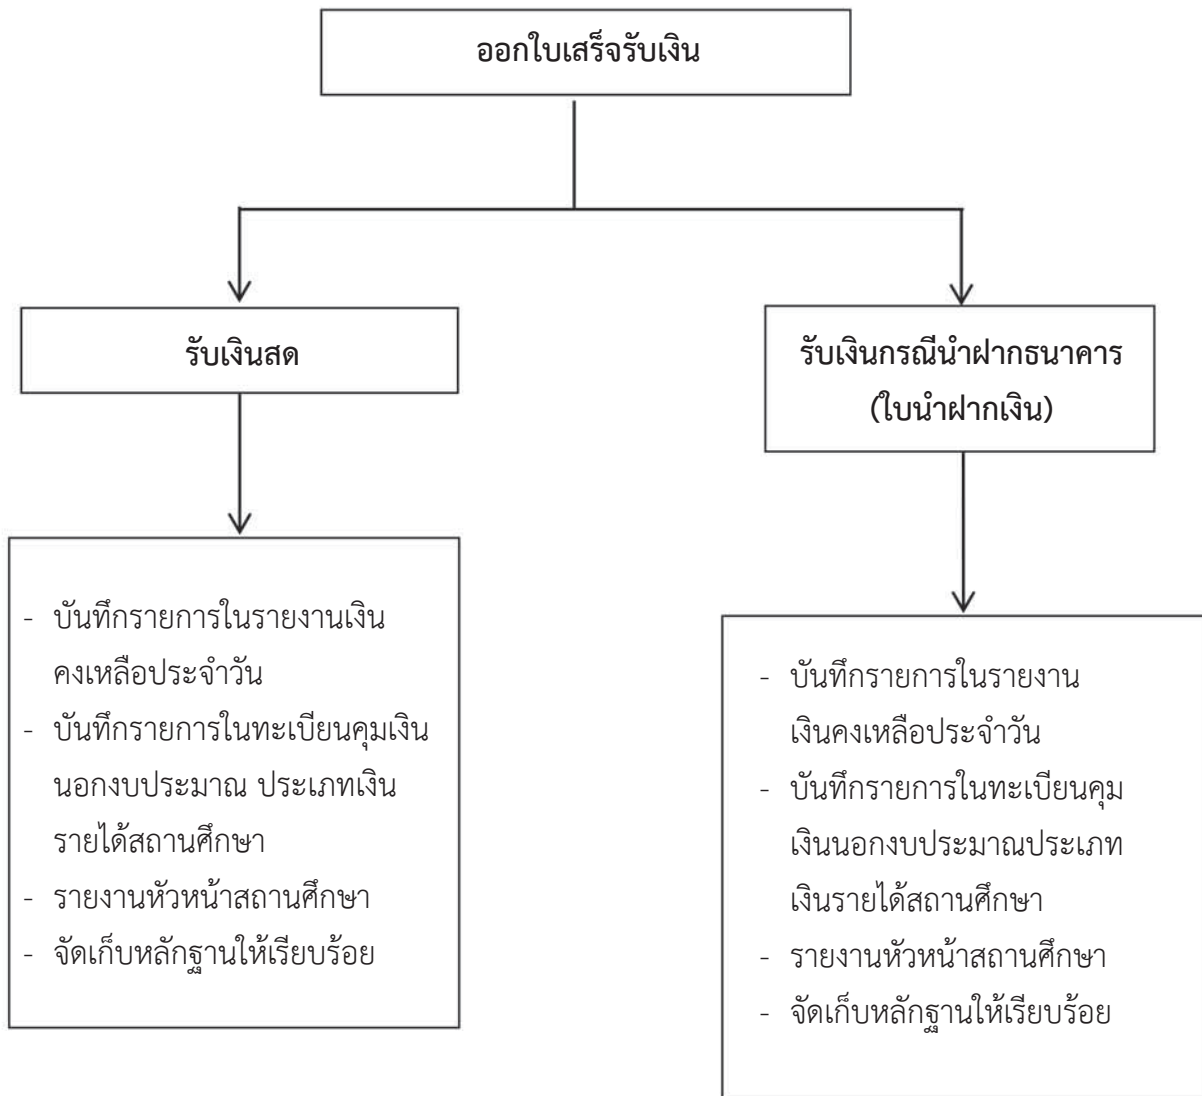 ออกใบเสร็จรับเงิน
รับเงินสด
รับเงินกรณีนำฝากธนาคาร
(ใบนำฝากเงิน)
- บันทึกรายการในรายงานเงิน
คงเหลือประจำวัน
- บันทึกรายการในทะเบียนคุมเงิน
นอกงบประมาณ ประเภทเงิน
รายได้สถานศึกษา
- รายงานหัวหน้าสถานศึกษา
- จัดเก็บหลักฐานให้เรียบร้อย
- บันทึกรายการในรายงาน
เงินคงเหลือประจำวัน
- บันทึกรายการในทะเบียนคุม
เงินนอกงบประมาณประเภท
เงินรายได้สถานศึกษา
- รายงานหัวหน้าสถานศึกษา
- จัดเก็บหลักฐานให้เรียบร้อย